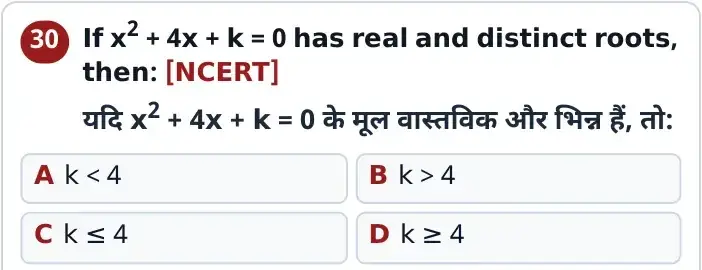 30 If x² + 4x + k = 0 has real and distinct roots,
then: [NCERT]
यदि x² + 4x + k = 0 के मूल वास्तविक और भिन्न हैं, तो:
A k < 4
B k > 4
C k ≤ 4
D k ≥ 4